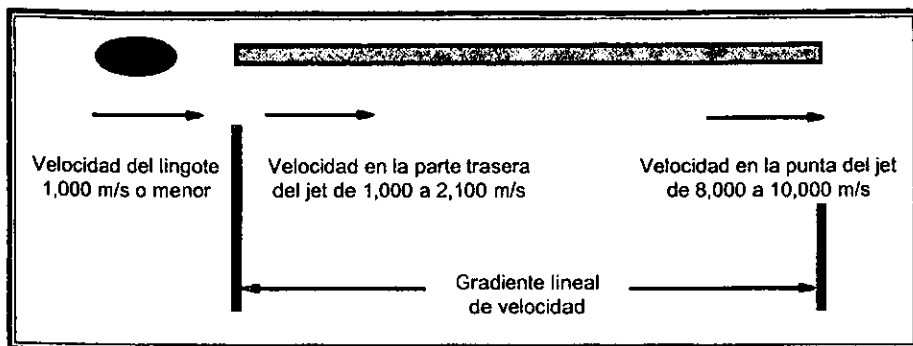 Velocidad del lingote
1,000 m/s o menor
Velocidad en la parte trasera
del jet de 1,000 a 2,100 m/s
Velocidad en la punta del jet
de 8,000 a 10,000 m/s
Gradiente lineal
de velocidad